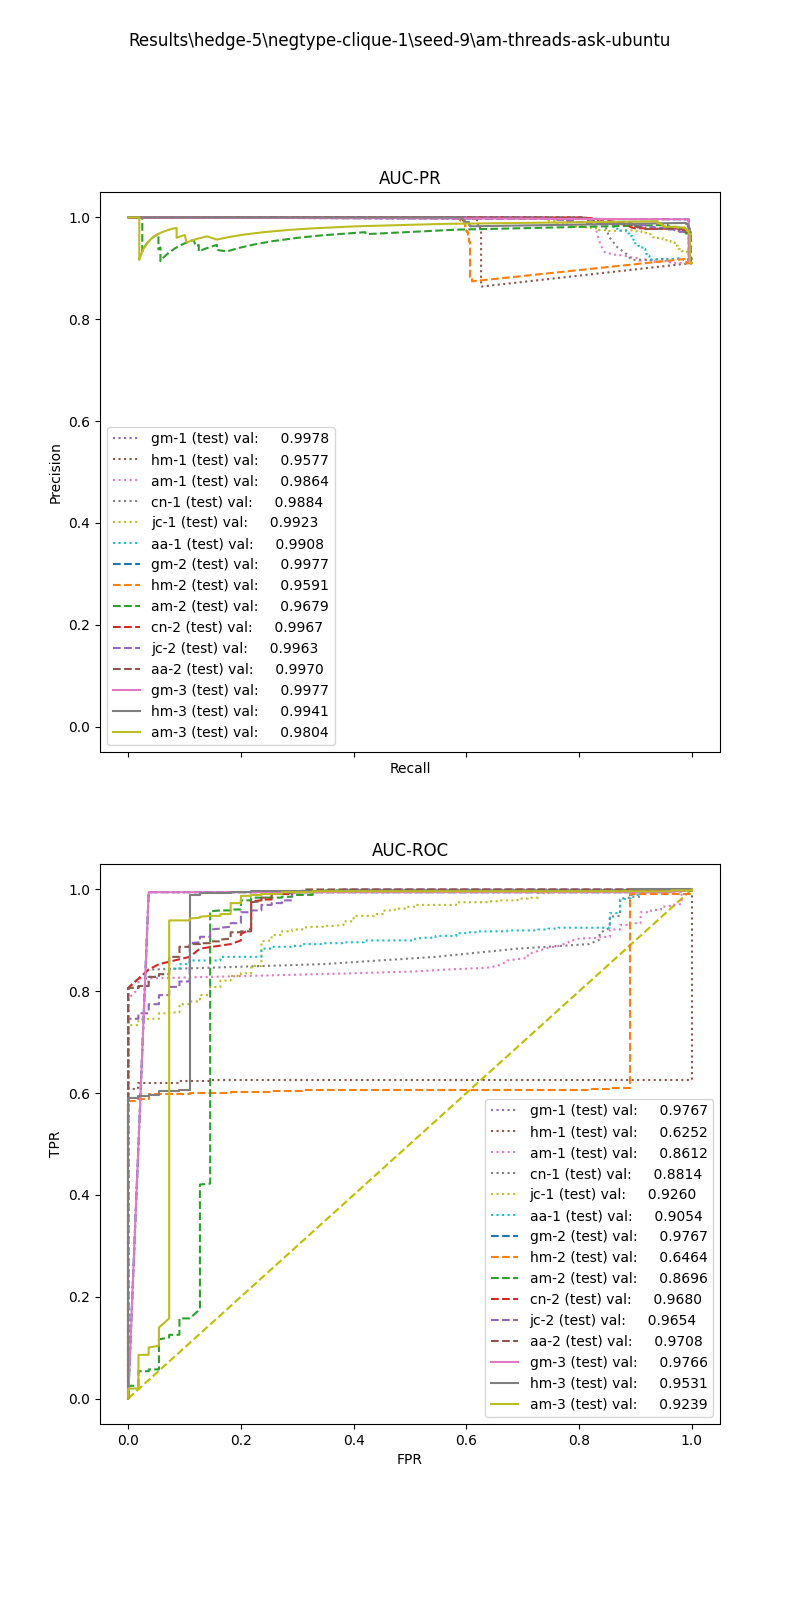 Results\hedge-5\negtype-clique-1\seed-9\am-threads-ask-ubuntu
AUC-PR
1.0
0.8
0.6
0.4
0.2
0.0
Precision
gm-1 (test) val: 0.9978
hm-1 (test) val: 0.9577
am-1 (test) val: 0.9864
cn-1 (test) val: 0.9884
jc-1 (test) val: 0.9923
aa-1 (test) val: 0.9908
gm-2 (test) val: 0.9977
hm-2 (test) val: 0.9591
am-2 (test) val: 0.9679
cn-2 (test) val: 0.9967
jc-2 (test) val: 0.9963
aa-2 (test) val: 0.9970
gm-3 (test) val: 0.9977
hm-3 (test) val: 0.9941
am-3 (test) val: 0.9804
Recall
AUC-ROC
1.0
0.8
0.6
0.4
0.2
0.0
TPR
gm-1 (test) val: 0.9767
hm-1 (test) val: 0.6252
am-1 (test) val: 0.8612
cn-1 (test) val: 0.8814
jc-1 (test) val: 0.9260
aa-1 (test) val: 0.9054
gm-2 (test) val: 0.9767
hm-2 (test) val: 0.6464
am-2 (test) val: 0.8696
cn-2 (test) val: 0.9680
jc-2 (test) val: 0.9654
aa-2 (test) val: 0.9708
gm-3 (test) val: 0.9766
hm-3 (test) val: 0.9531
am-3 (test) val: 0.9239
0.0 0.2 0.4 0.6 0.8 1.0
FPR